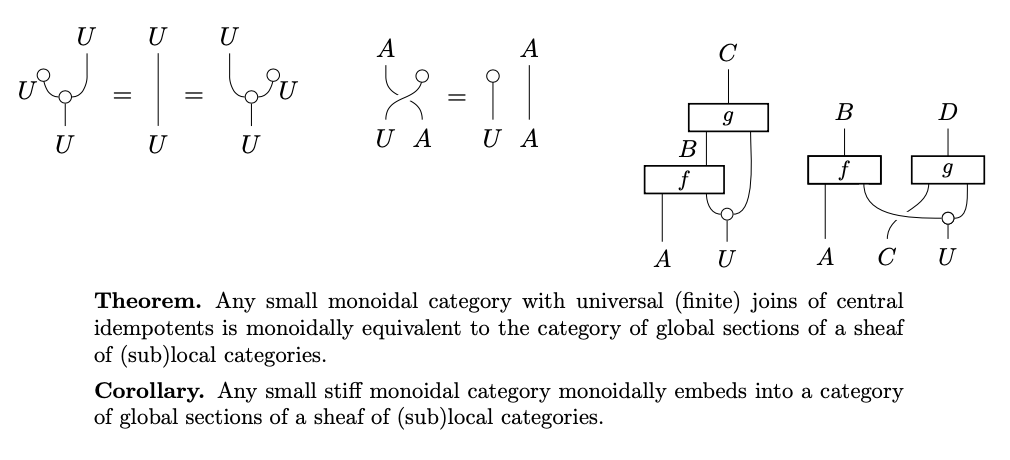 U U U
U = = U
U U U
A A
=
U A U A
C
g
B
f
A U
B D
f g
A C U
Theorem. Any small monoidal category with universal (finite) joins of central
idempotents is monoidally equivalent to the category of global sections of a sheaf
of (sub)local categories.
Corollary. Any small stiff monoidal category monoidally embeds into a category
of global sections of a sheaf of (sub)local categories.